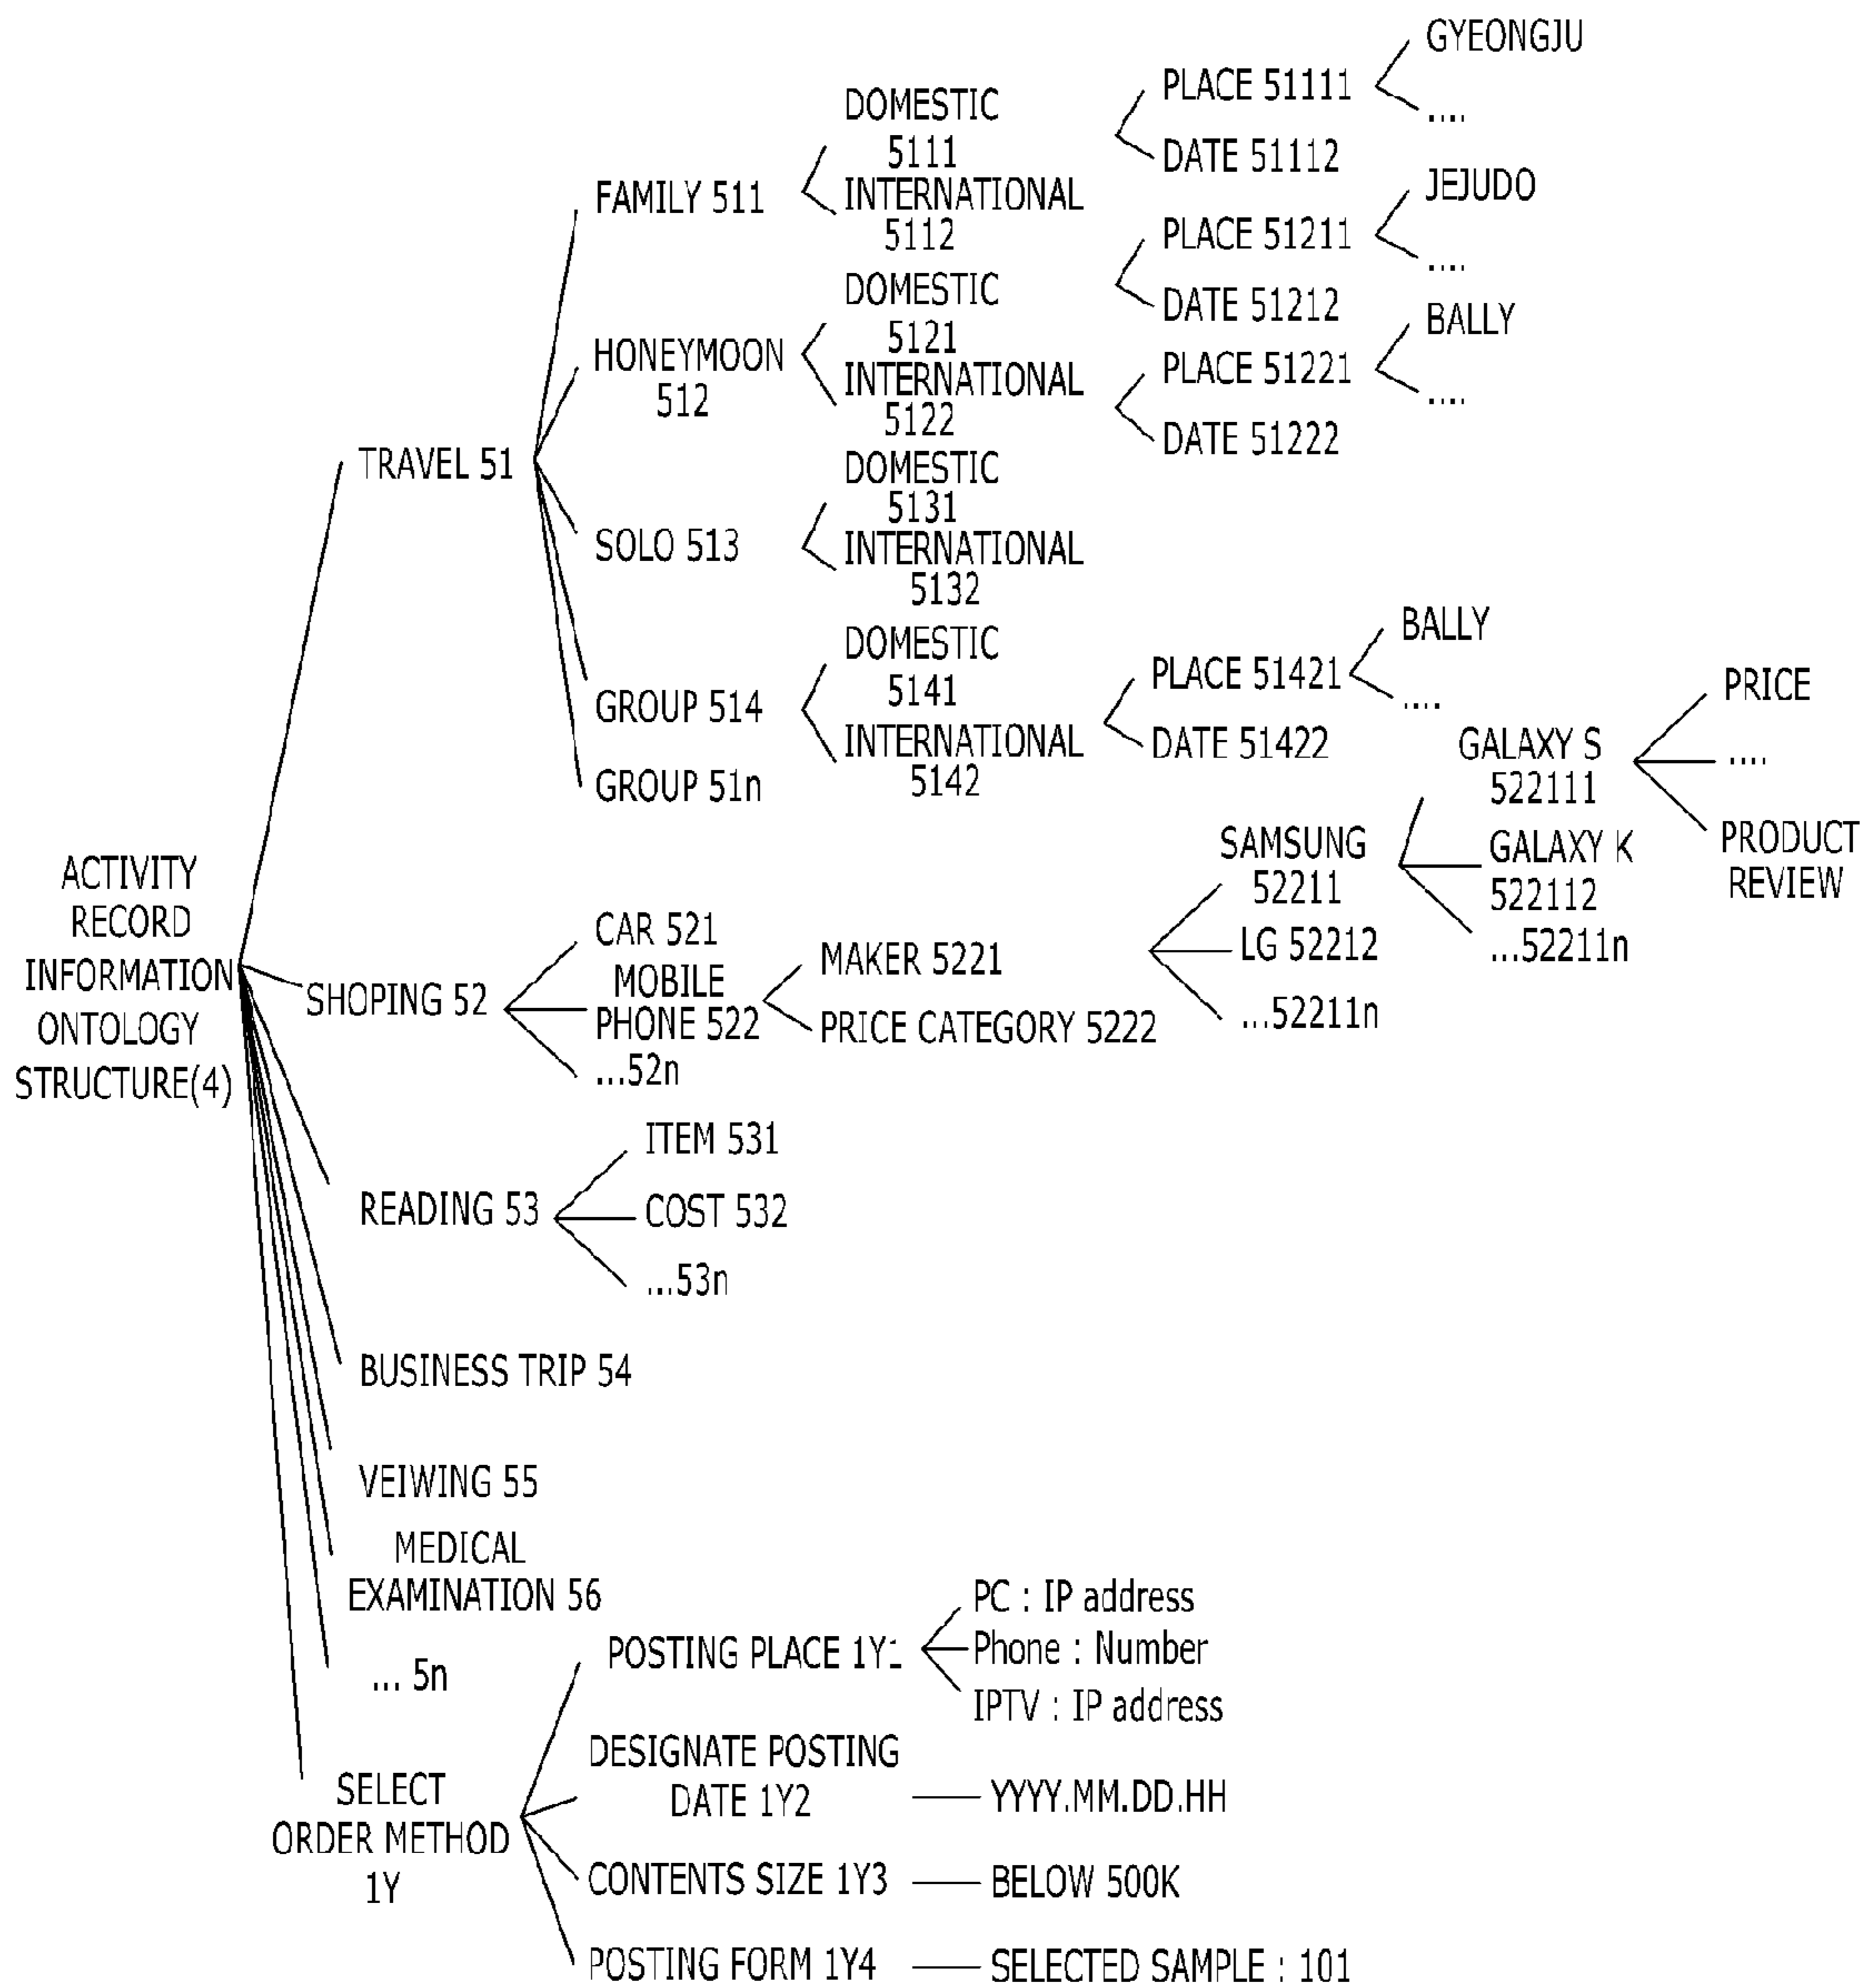 ACTIVITY
RECORD
INFORMATION
ONTOLOGY
STRUCTURE(4)
TRAVEL 51
FAMILY 511
DOMESTIC
5111
INTERNATIONAL
5112
PLACE 51111
GYEONGJU
....
DATE 51112
HONEYMOON
512
DOMESTIC
5121
INTERNATIONAL
5122
PLACE 51211
JEJUDO
....
DATE 51212
PLACE 51221
BALLY
....
DATE 51222
SOLO 513
DOMESTIC
5131
INTERNATIONAL
5132
GROUP 514
DOMESTIC
5141
INTERNATIONAL
5142
PLACE 51421
BALLY
....
DATE 51422
GROUP 51n
SHOPING 52
CAR 521
MOBILE
PHONE 522
...52n
MAKER 5221
PRICE CATEGORY 5222
SAMSUNG
52211
LG 52212
...52211n
GALAXY S
522111
GALAXY K
522112
...52211n
PRICE
....
PRODUCT
REVIEW
READING 53
ITEM 531
COST 532
...53n
BUSINESS TRIP 54
VEIWING 55
MEDICAL
EXAMINATION 56
... 5n
SELECT
ORDER METHOD
1Y
POSTING PLACE 1Y1
PC : IP address
Phone : Number
IPTV : IP address
DESIGNATE POSTING
DATE 1Y2
YYYY.MM.DD.HH
CONTENTS SIZE 1Y3
BELOW 500K
POSTING FORM 1Y4
SELECTED SAMPLE : 101